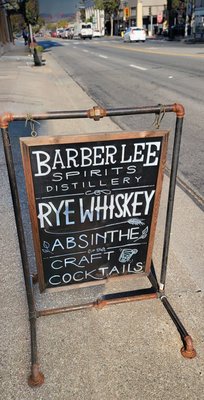 BARBER LEE
SPIRITS
DISTILLERY
RYE WHISKEY
ABSINTHE
CRAFT
COCKTAILS